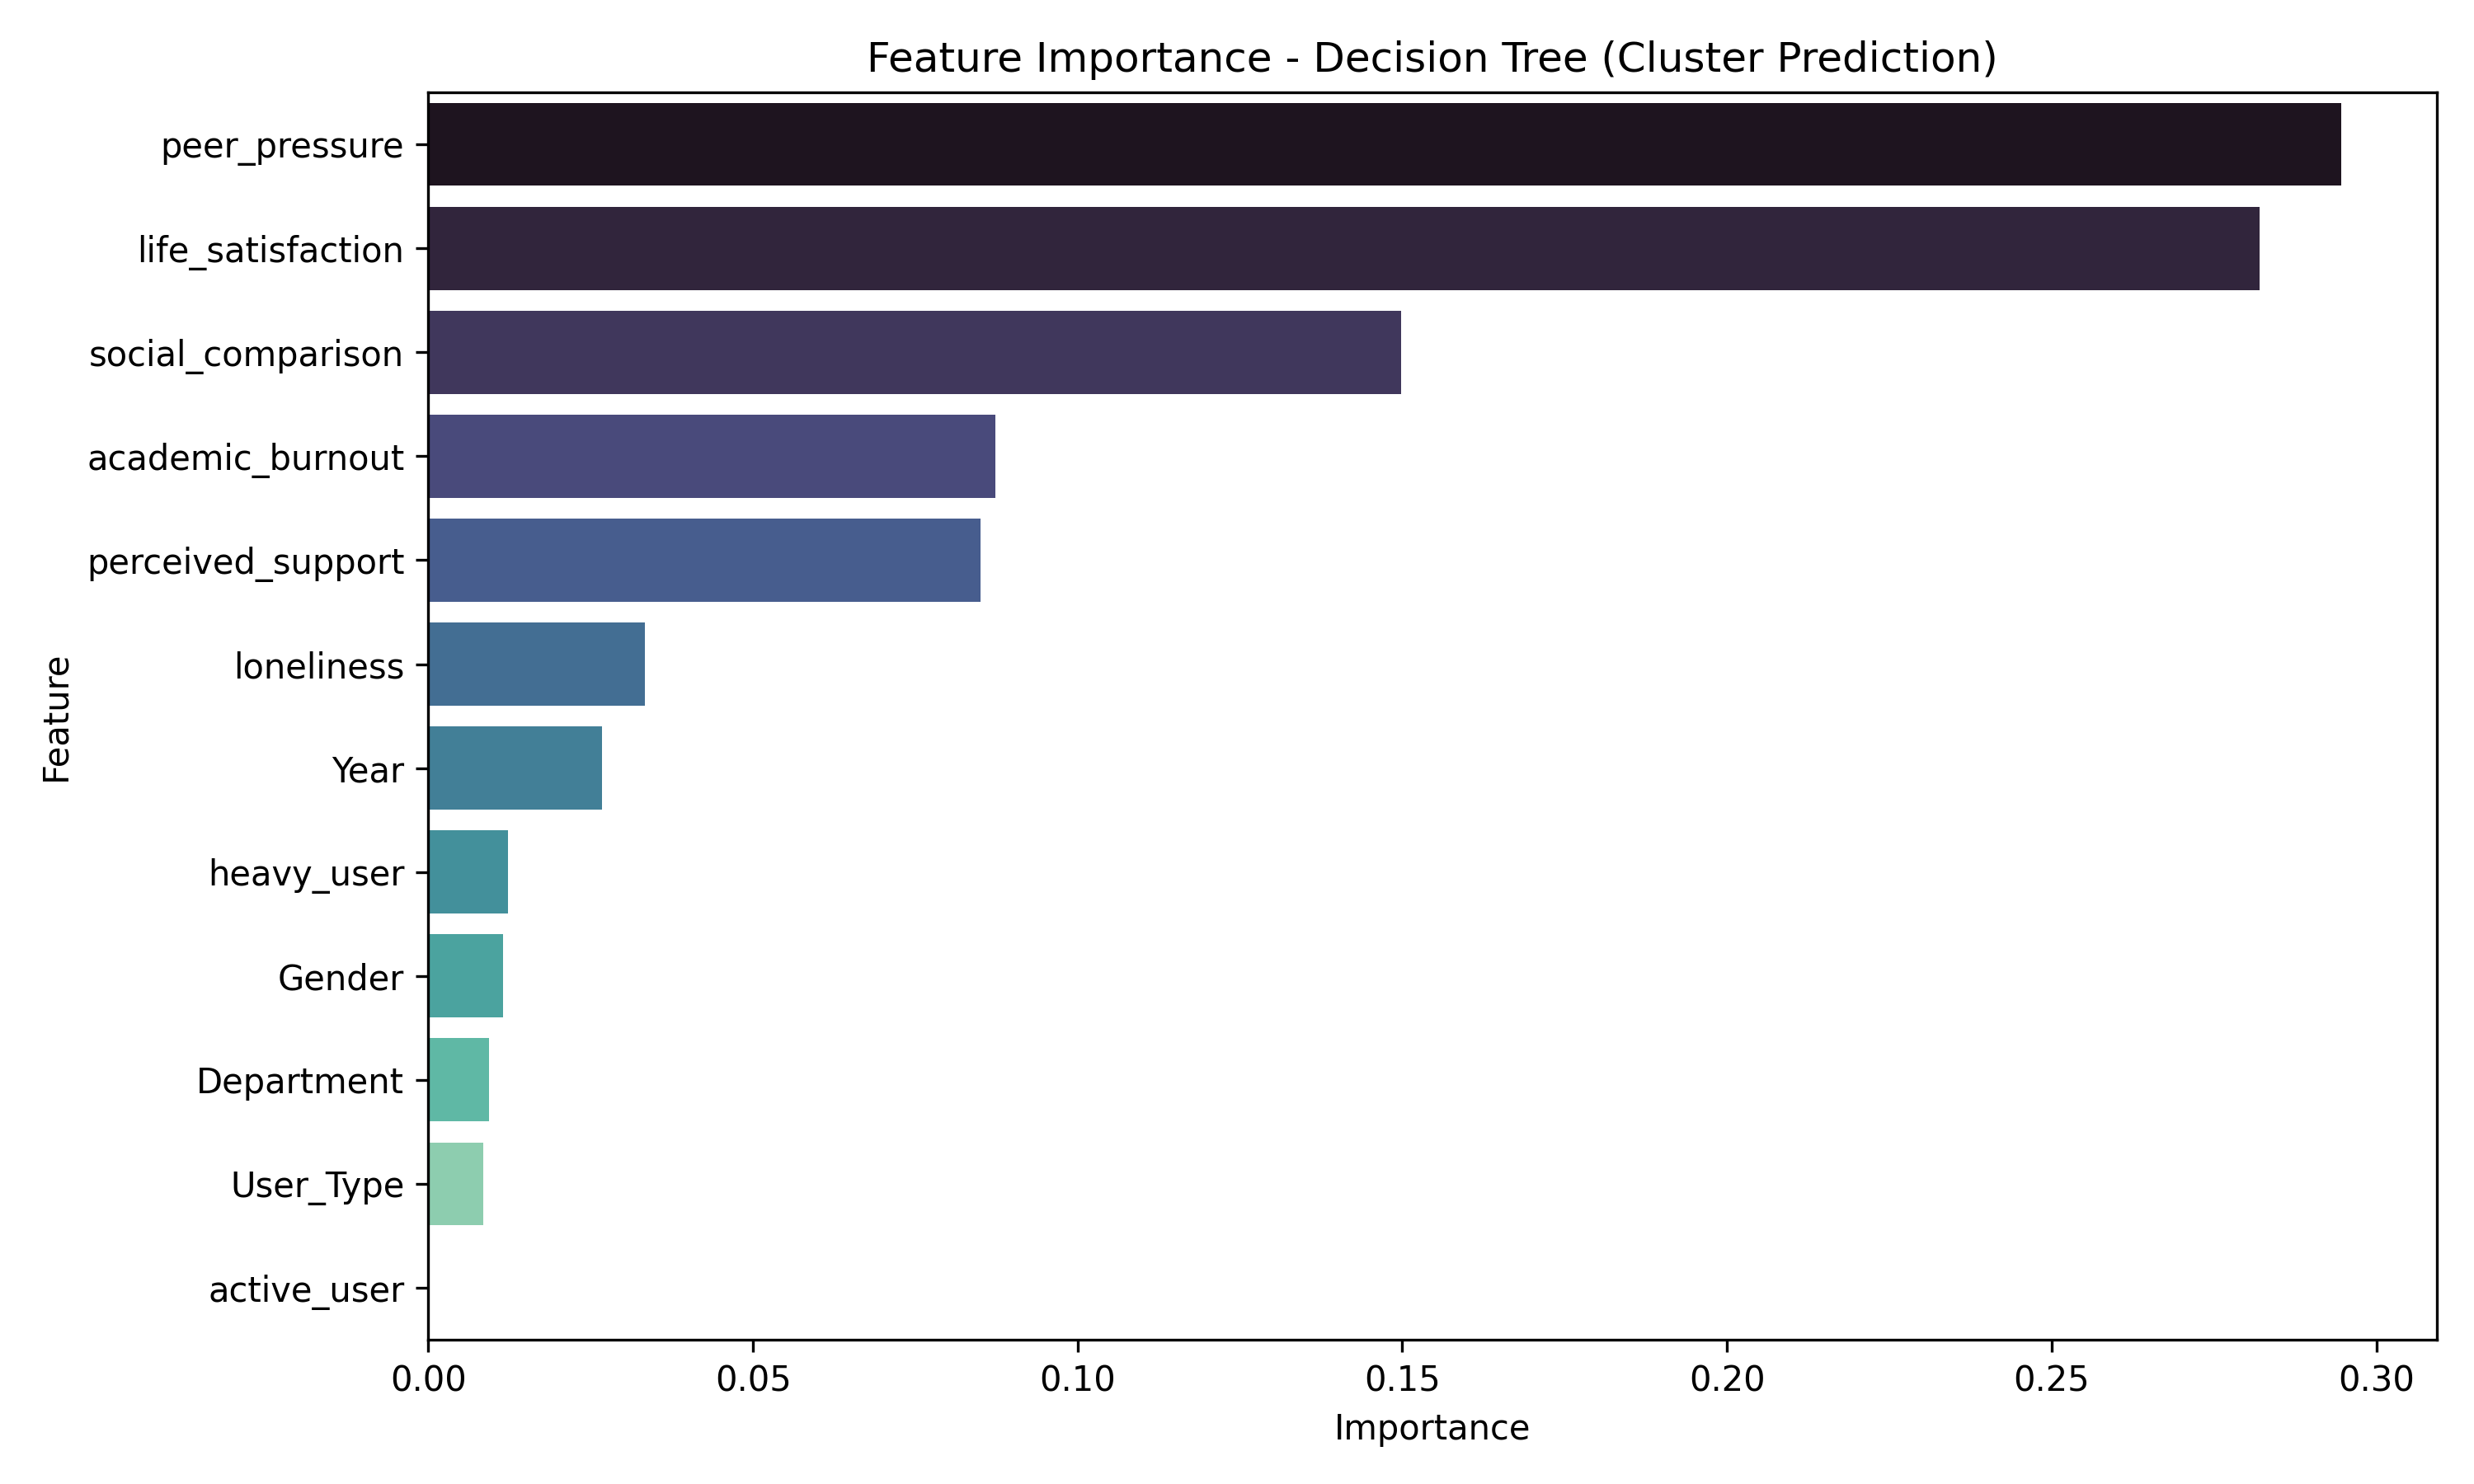 Feature Importance - Decision Tree (Cluster Prediction)
peer_pressure
life_satisfaction
social_comparison
academic_burnout
perceived_support
loneliness
Year
heavy_user
Gender
Department
User_Type
active_user
Feature
0.00 0.05 0.10 0.15 0.20 0.25 0.30
Importance